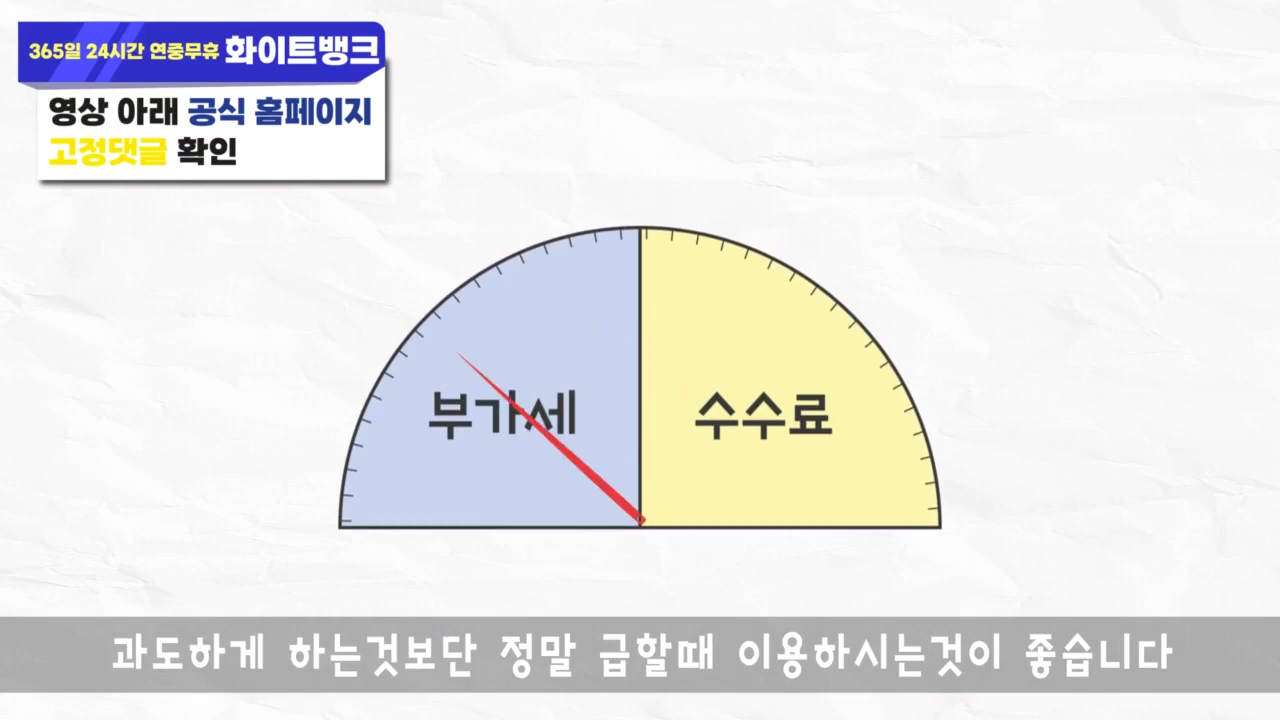 365일 24시간 연중무휴 화이트뱅크
영상 아래 공식 홈페이지
고정댓글 확인
부가세
수수료
과도하게 하는것보단 정말 급할때 이용하시는것이 좋습니다